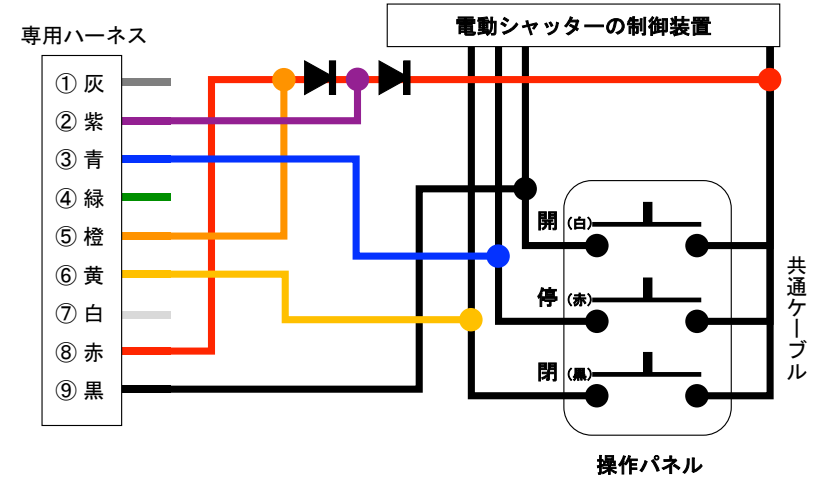 電動シャッターの制御装置
専用ハーネス
① 灰
② 紫
③ 青
④ 緑
⑤ 橙
⑥ 黄
⑦ 白
⑧ 赤
⑨ 黒
開 (白)
停 (赤)
閉 (黒)
共通ケーブル
操作パネル